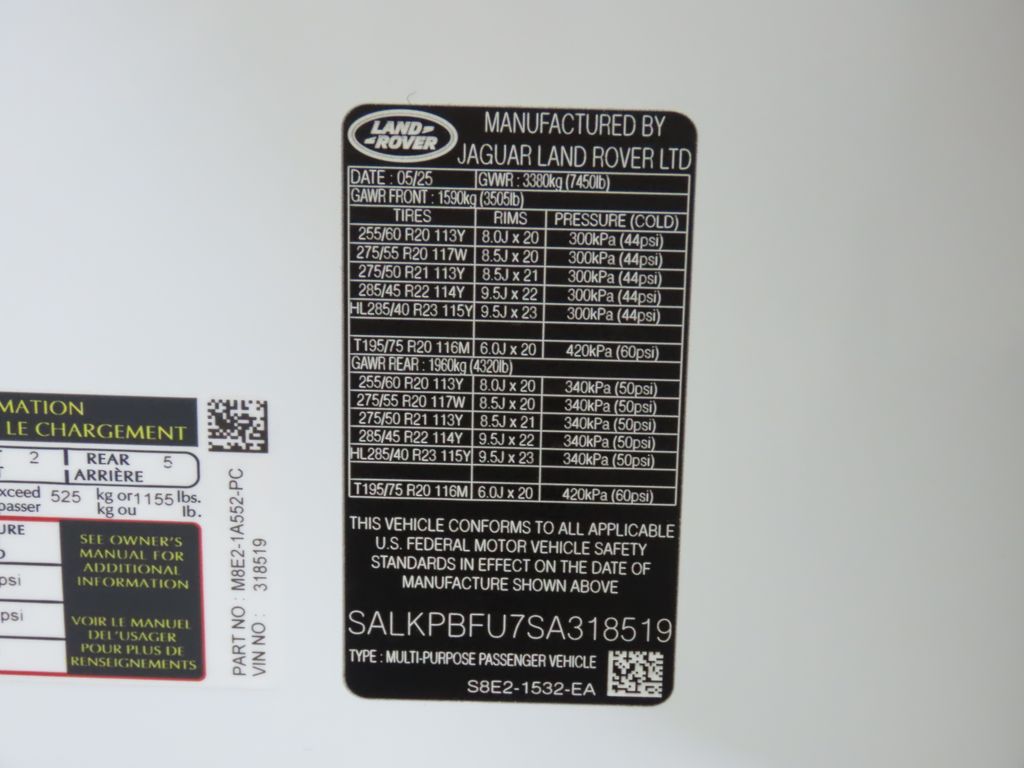 LAND-
-ROVER
MANUFACTURED BY
JAGUAR LAND ROVER LTD
DATE : 05/25 GVWR : 3380kg (7450lb)
GAWR FRONT : 1590kg (3505lb)
TIRES RIMS PRESSURE (COLD)
255/60 R20 113Y 8.0J x 20 300kPa (44psi)
275/55 R20 117W 8.5J x 20 300kPa (44psi)
275/50 R21 113Y 8.5J x 21 300kPa (44psi)
285/45 R22 114Y 9.5J x 22 300kPa (44psi)
HL285/40 R23 115Y 9.5J x 23 300kPa (44psi)
T195/75 R20 116M 6.0J x 20 420kPa (60psi)
GAWR REAR : 1960kg (4320lb)
255/60 R20 113Y 8.0J x 20 340kPa (50psi)
275/55 R20 117W 8.5J x 20 340kPa (50psi)
275/50 R21 113Y 8.5J x 21 340kPa (50psi)
285/45 R22 114Y 9.5J x 22 340kPa (50psi)
HL285/40 R23 115Y 9.5J x 23 340kPa (50psi)
T195/75 R20 116M 6.0J x 20 420kPa (60psi)
THIS VEHICLE CONFORMS TO ALL APPLICABLE
U.S. FEDERAL MOTOR VEHICLE SAFETY
STANDARDS IN EFFECT ON THE DATE OF
MANUFACTURE SHOWN ABOVE
SALKPBFU7SA318519
TYPE : MULTI-PURPOSE PASSENGER VEHICLE
S8E2-1532-EA
MATION
LE CHARGEMENT
2 REAR 5
ARRIÈRE
xceed 525 kg or 1155 lbs.
passer kg ou lb.
URE
psi
psi
SEE OWNER'S
MANUAL FOR
ADDITIONAL
INFORMATION
VOIR LE MANUEL
DEL'USAGER
POUR PLUS DE
RENSEIGNEMENTS
PART NO : M8E2-1A552-PC
VIN NO : 318519